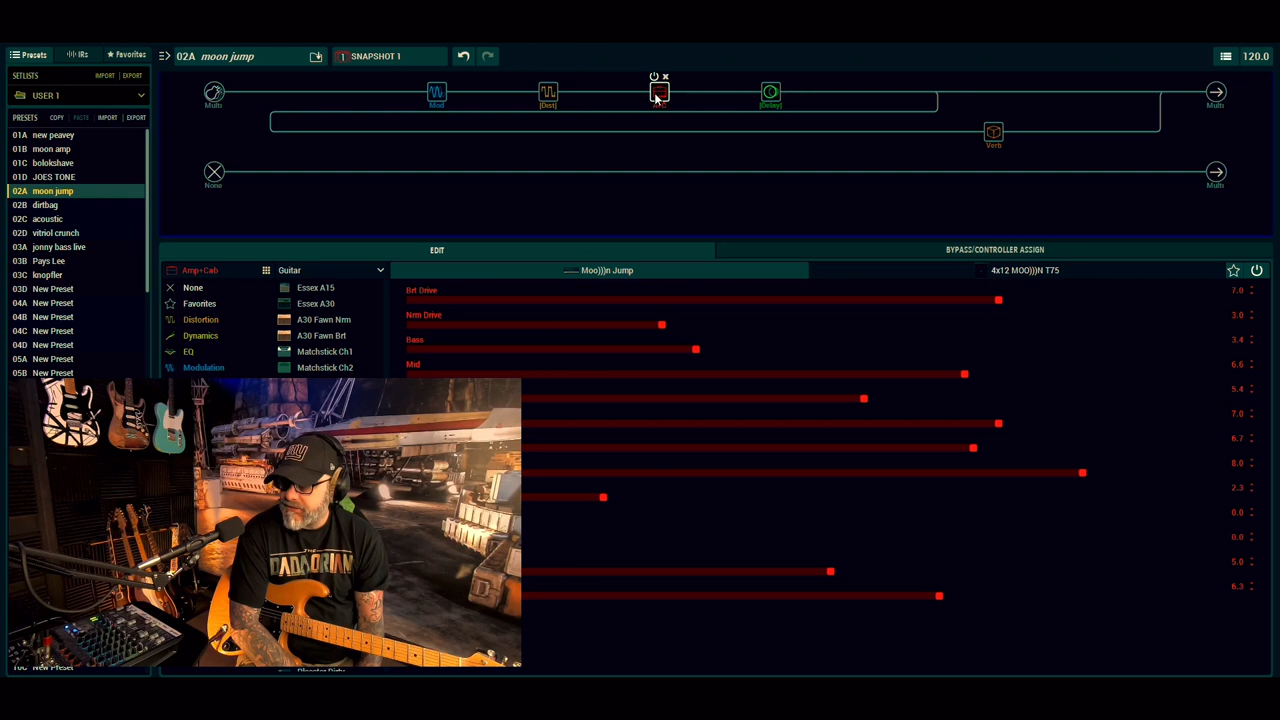 Presets IRs Favorites
02A moon jump
1 SNAPSHOT 1
120.0
SETLISTS IMPORT EXPORT
USER 1
PRESETS COPY PASTE IMPORT EXPORT
01A new peavey
01B moon amp
01C bolokshave
01D JOES TONE
02A moon jump
02B dirtbag
02C acoustic
02D vitriol crunch
03A jonny bass live
03B Pays Lee
03C knopfler
03D New Preset
04A New Preset
04B New Preset
04C New Preset
04D New Preset
05A New Preset
05B New Preset
Multi
Mod
[Dist]
[Delay]
Multi
Verb
None
Multi
EDIT
BYPASS/CONTROLLER ASSIGN
Amp+Cab
Guitar
Moo)))n Jump
4x12 MOO)))N T75
None
Favorites
Distortion
Dynamics
EQ
Modulation
Essex A15
Essex A30
A30 Fawn Nrm
A30 Fawn Brt
Matchstick Ch1
Matchstick Ch2
Brt Drive 7.0
Nrm Drive 3.0
Bass 3.4
Mid 6.6
5.4
7.0
6.7
8.0
2.3
0.0
0.0
5.0
6.3
THE
DADALORIAN
New Preset